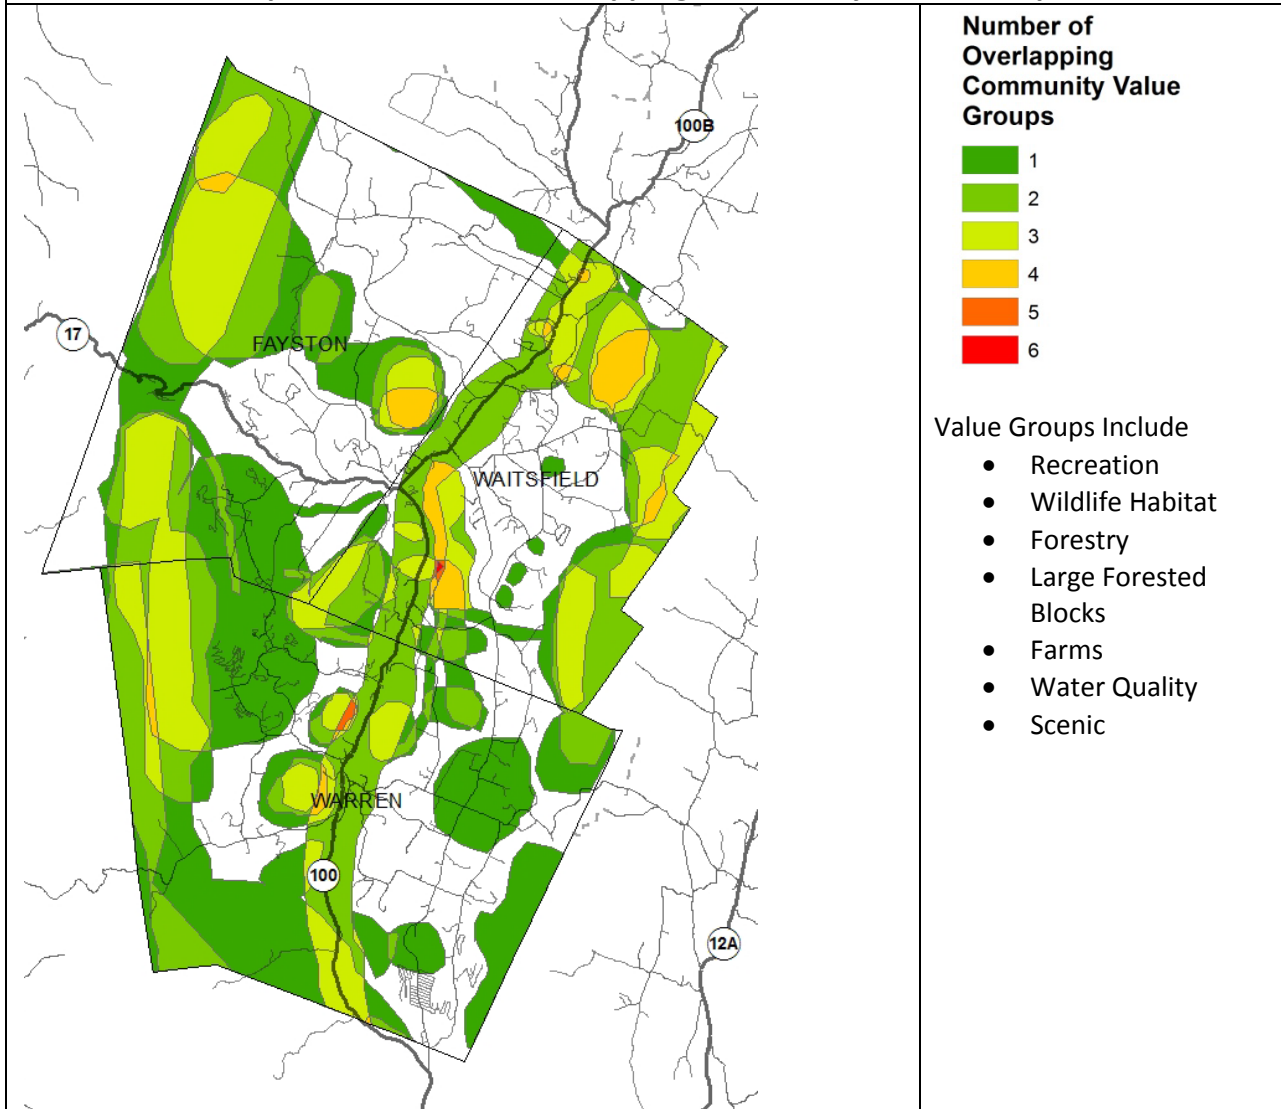 Number of
Overlapping
Community Value
Groups
1
2
3
4
5
6
Value Groups Include
• Recreation
• Wildlife Habitat
• Forestry
• Large Forested
Blocks
• Farms
• Water Quality
• Scenic
100B
17
FAYSTON
WAITSFIELD
WARREN
100
12A